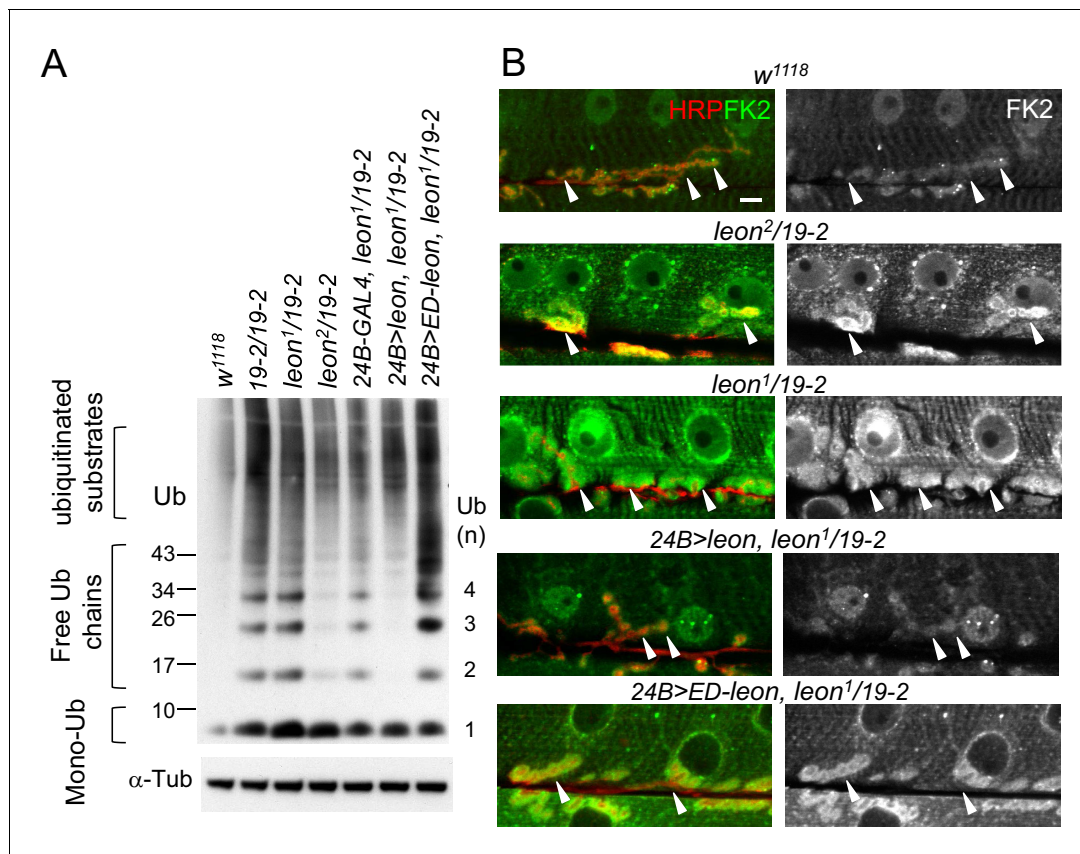 A
w1118
19-2/19-2
leon1/19-2
leon2/19-2
24B-GAL4, leon1/19-2
24B>leon, leon1/19-2
24B>ED-leon, leon1/19-2
ubiquitinated
substrates
Free Ub
chains
Mono-Ub
Ub
43
34
26
17
10
α-Tub
Ub
(n)
4
3
2
1
B
w1118
HRPFK2
FK2
leon2/19-2
leon1/19-2
24B>leon, leon1/19-2
24B>ED-leon, leon1/19-2